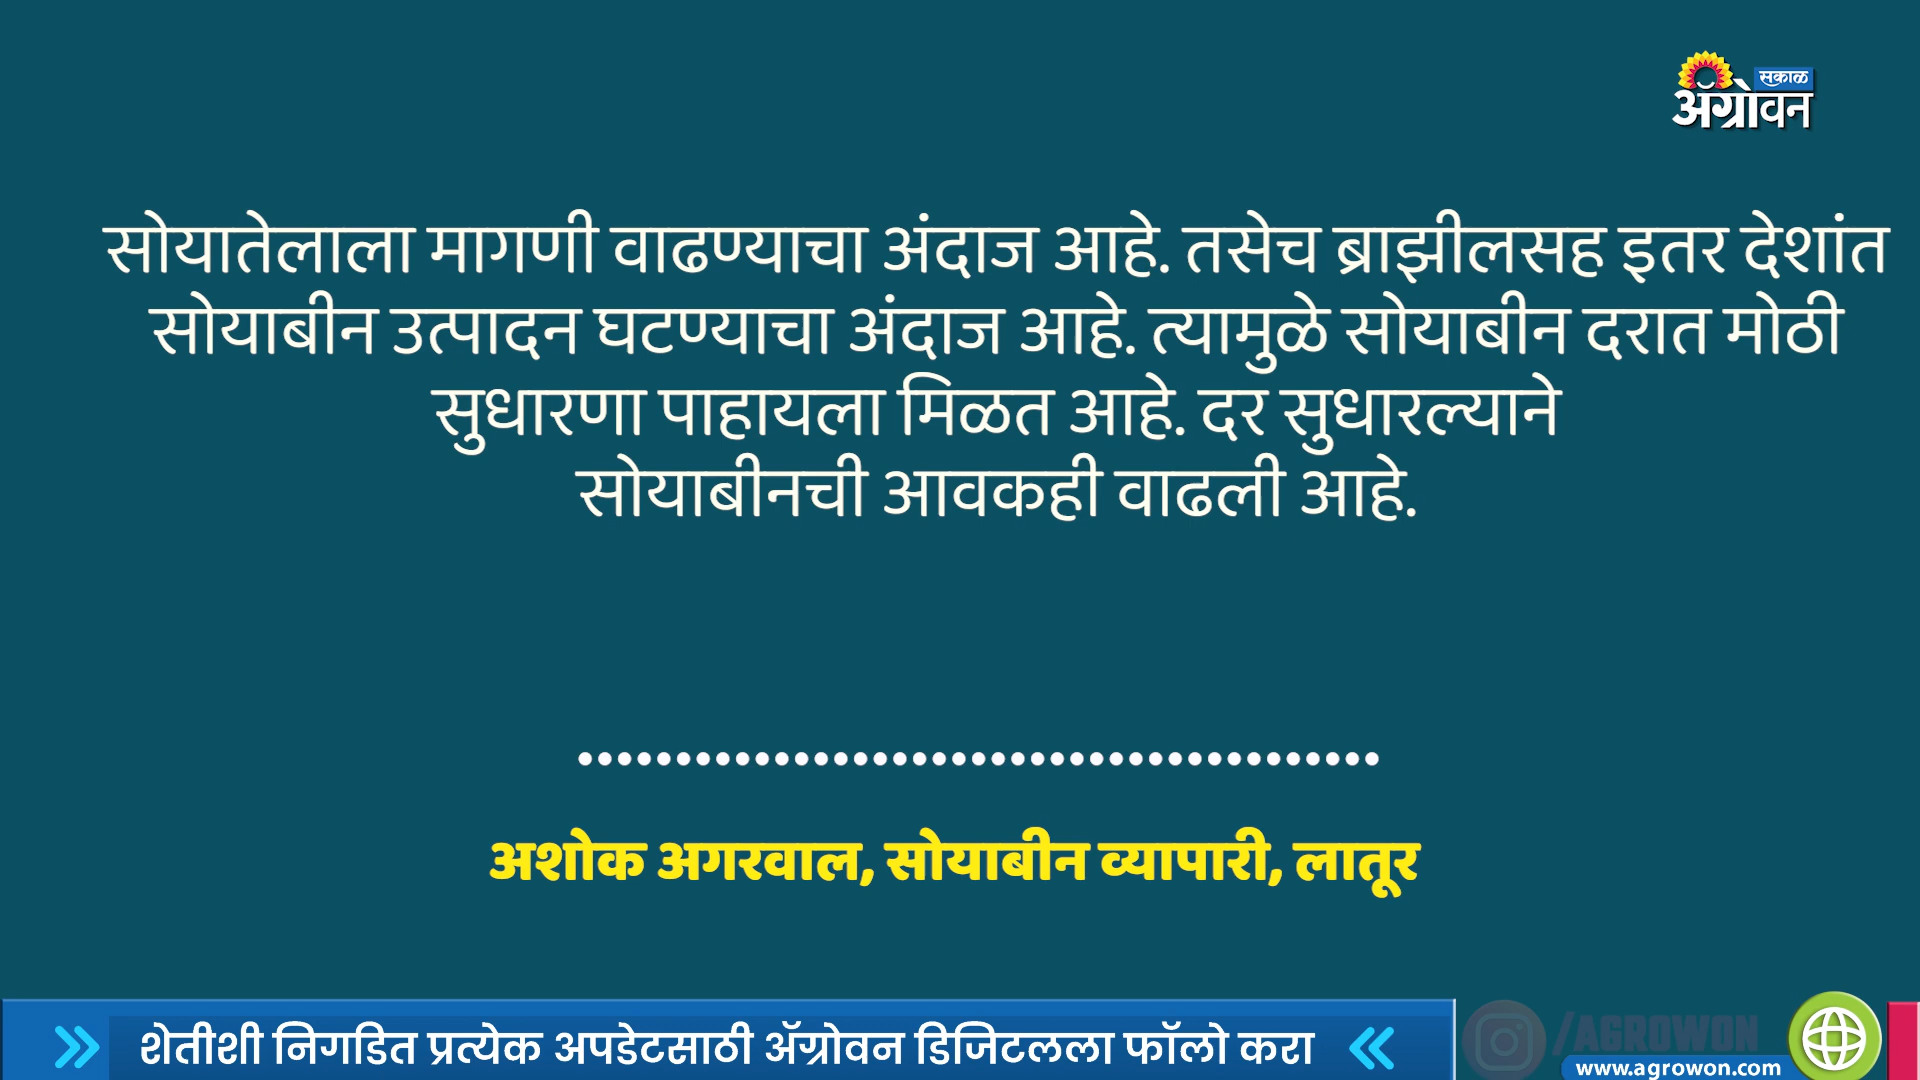 सकाळ
ॲग्रोवन
सोयातेलाला मागणी वाढण्याचा अंदाज आहे. तसेच ब्राझीलसह इतर देशांत
सोयाबीन उत्पादन घटण्याचा अंदाज आहे. त्यामुळे सोयाबीन दरात मोठी
सुधारणा पाहायला मिळत आहे. दर सुधारल्याने
सोयाबीनची आवकही वाढली आहे.
अशोक अगरवाल, सोयाबीन व्यापारी, लातूर
शेतीशी निगडित प्रत्येक अपडेटसाठी ॲग्रोवन डिजिटलला फॉलो करा
/AGROWON
www.agrowon.com